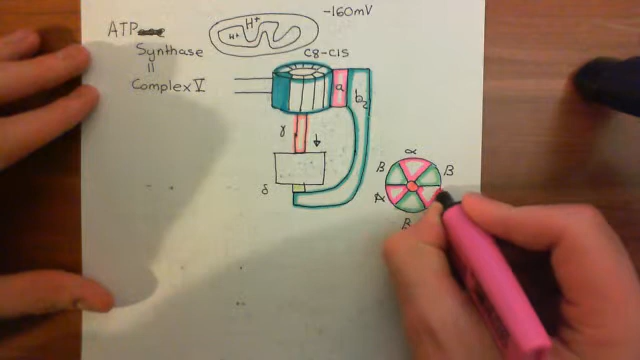 ATP
Synthase
=
Complex V
H+
H+
-160mV
C8-C15
a
b2
γ
δ
α
B
B
A
B